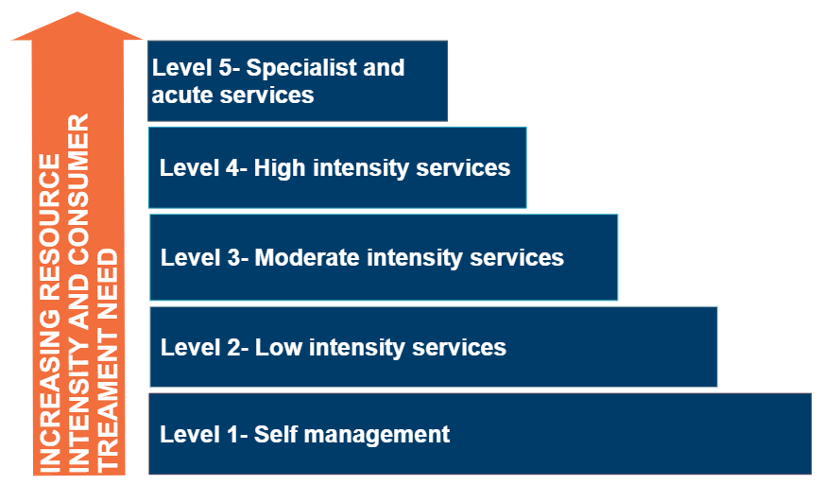 INCREASING RESOURCE
INTENSITY AND CONSUMER
TREAMENT NEED
Level 5- Specialist and
acute services
Level 4- High intensity services
Level 3- Moderate intensity services
Level 2- Low intensity services
Level 1- Self management